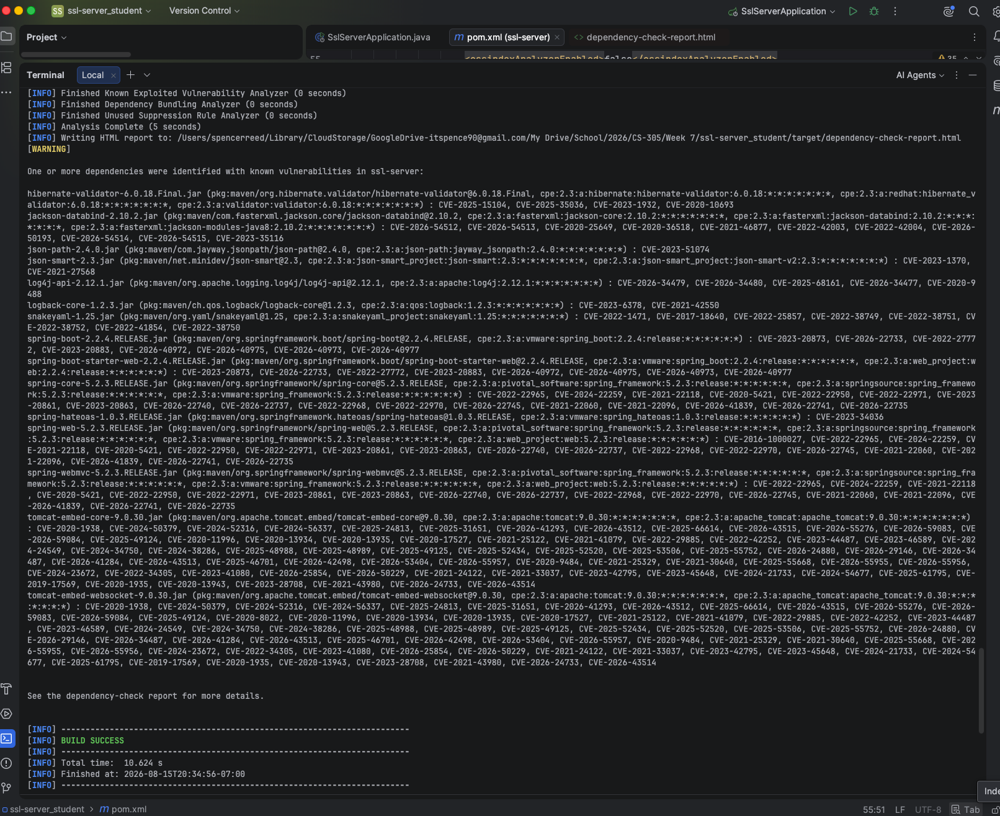 SS ssl-server_student Version Control SslServerApplication
Project SslServerApplication.java m pom.xml (ssl-server) dependency-check-report.html
55 <ossindexAnalyzerEnabled>false</ossindexAnalyzerEnabled> 35
Terminal Local AI Agents
[INFO] Finished Known Exploited Vulnerability Analyzer (0 seconds)
[INFO] Finished Dependency Bundling Analyzer (0 seconds)
[INFO] Finished Unused Suppression Rule Analyzer (0 seconds)
[INFO] Analysis Complete (5 seconds)
[INFO] Writing HTML report to: /Users/spencerreed/Library/CloudStorage/GoogleDrive-itspence90@gmail.com/My Drive/School/2026/CS-305/Week 7/ssl-server_student/target/dependency-check-report.html
[WARNING]
One or more dependencies were identified with known vulnerabilities in ssl-server:
hibernate-validator-6.0.18.Final.jar (pkg:maven/org.hibernate.validator/hibernate-validator@6.0.18.Final, cpe:2.3:a:hibernate:hibernate-validator:6.0.18:*:*:*:*:*:*:*, cpe:2.3:a:redhat:hibernate_v
alidator:6.0.18:*:*:*:*:*:*:*, cpe:2.3:a:validator:validator:6.0.18:*:*:*:*:*:*:*) : CVE-2025-15104, CVE-2025-35036, CVE-2023-1932, CVE-2020-10693
jackson-databind-2.10.2.jar (pkg:maven/com.fasterxml.jackson.core/jackson-databind@2.10.2, cpe:2.3:a:fasterxml:jackson-core:2.10.2:*:*:*:*:*:*:*, cpe:2.3:a:fasterxml:jackson-databind:2.10.2:*:*:*:
*:*:*:*, cpe:2.3:a:fasterxml:jackson-modules-java8:2.10.2:*:*:*:*:*:*:*) : CVE-2026-54512, CVE-2026-54513, CVE-2020-25649, CVE-2020-36518, CVE-2021-46877, CVE-2022-42003, CVE-2022-42004, CVE-2026-
50193, CVE-2026-54514, CVE-2026-54515, CVE-2023-35116
json-path-2.4.0.jar (pkg:maven/com.jayway.jsonpath/json-path@2.4.0, cpe:2.3:a:json-path:jayway_jsonpath:2.4.0:*:*:*:*:*:*:*) : CVE-2023-51074
json-smart-2.3.jar (pkg:maven/net.minidev/json-smart@2.3, cpe:2.3:a:json-smart_project:json-smart:2.3:*:*:*:*:*:*:*, cpe:2.3:a:json-smart_project:json-smart-v2:2.3:*:*:*:*:*:*:*) : CVE-2023-1370,
CVE-2021-27568
log4j-api-2.12.1.jar (pkg:maven/org.apache.logging.log4j/log4j-api@2.12.1, cpe:2.3:a:apache:log4j:2.12.1:*:*:*:*:*:*:*) : CVE-2026-34479, CVE-2026-34480, CVE-2025-68161, CVE-2026-34477, CVE-2020-9
488
logback-core-1.2.3.jar (pkg:maven/ch.qos.logback/logback-core@1.2.3, cpe:2.3:a:qos:logback:1.2.3:*:*:*:*:*:*:*) : CVE-2023-6378, CVE-2021-42550
snakeyaml-1.25.jar (pkg:maven/org.yaml/snakeyaml@1.25, cpe:2.3:a:snakeyaml_project:snakeyaml:1.25:*:*:*:*:*:*:*) : CVE-2022-1471, CVE-2017-18640, CVE-2022-25857, CVE-2022-38749, CVE-2022-38751, CV
E-2022-38752, CVE-2022-41854, CVE-2022-38750
spring-boot-2.2.4.RELEASE.jar (pkg:maven/org.springframework.boot/spring-boot@2.2.4.RELEASE, cpe:2.3:a:vmware:spring_boot:2.2.4:release:*:*:*:*:*:*) : CVE-2023-20873, CVE-2026-22733, CVE-2022-2777
2, CVE-2023-20883, CVE-2026-40972, CVE-2026-40975, CVE-2026-40973, CVE-2026-40977
spring-boot-starter-web-2.2.4.RELEASE.jar (pkg:maven/org.springframework.boot/spring-boot-starter-web@2.2.4.RELEASE, cpe:2.3:a:vmware:spring_boot:2.2.4:release:*:*:*:*:*:*, cpe:2.3:a:web_project:w
eb:2.2.4:release:*:*:*:*:*:*) : CVE-2023-20873, CVE-2026-22733, CVE-2022-27772, CVE-2023-20883, CVE-2026-40972, CVE-2026-40975, CVE-2026-40973, CVE-2026-40977
spring-core-5.2.3.RELEASE.jar (pkg:maven/org.springframework/spring-core@5.2.3.RELEASE, cpe:2.3:a:pivotal_software:spring_framework:5.2.3:release:*:*:*:*:*:*, cpe:2.3:a:springsource:spring_framewo
rk:5.2.3:release:*:*:*:*:*:*, cpe:2.3:a:vmware:spring_framework:5.2.3:release:*:*:*:*:*:*) : CVE-2022-22965, CVE-2024-22259, CVE-2021-22118, CVE-2020-5421, CVE-2022-22950, CVE-2022-22971, CVE-2023
-20861, CVE-2023-20863, CVE-2026-22740, CVE-2026-22737, CVE-2022-22968, CVE-2022-22970, CVE-2026-22745, CVE-2021-22060, CVE-2021-22096, CVE-2026-41839, CVE-2026-22741, CVE-2026-22735
spring-hateoas-1.0.3.RELEASE.jar (pkg:maven/org.springframework.hateoas/spring-hateoas@1.0.3.RELEASE, cpe:2.3:a:vmware:spring_hateoas:1.0.3:release:*:*:*:*:*:*) : CVE-2023-34036
spring-web-5.2.3.RELEASE.jar (pkg:maven/org.springframework/spring-web@5.2.3.RELEASE, cpe:2.3:a:pivotal_software:spring_framework:5.2.3:release:*:*:*:*:*:*, cpe:2.3:a:springsource:spring_framework
:5.2.3:release:*:*:*:*:*:*, cpe:2.3:a:vmware:spring_framework:5.2.3:release:*:*:*:*:*:*, cpe:2.3:a:web_project:web:5.2.3:release:*:*:*:*:*:*) : CVE-2016-1000027, CVE-2022-22965, CVE-2024-22259, CV
E-2021-22118, CVE-2020-5421, CVE-2022-22950, CVE-2022-22971, CVE-2023-20861, CVE-2023-20863, CVE-2026-22740, CVE-2026-22737, CVE-2022-22968, CVE-2022-22970, CVE-2026-22745, CVE-2021-22060, CVE-202
1-22096, CVE-2026-41839, CVE-2026-22741, CVE-2026-22735
spring-webmvc-5.2.3.RELEASE.jar (pkg:maven/org.springframework/spring-webmvc@5.2.3.RELEASE, cpe:2.3:a:pivotal_software:spring_framework:5.2.3:release:*:*:*:*:*:*, cpe:2.3:a:springsource:spring_fra
mework:5.2.3:release:*:*:*:*:*:*, cpe:2.3:a:vmware:spring_framework:5.2.3:release:*:*:*:*:*:*, cpe:2.3:a:web_project:web:5.2.3:release:*:*:*:*:*:*) : CVE-2022-22965, CVE-2024-22259, CVE-2021-22118
, CVE-2020-5421, CVE-2022-22950, CVE-2022-22971, CVE-2023-20861, CVE-2023-20863, CVE-2026-22740, CVE-2026-22737, CVE-2022-22968, CVE-2022-22970, CVE-2026-22745, CVE-2021-22060, CVE-2021-22096, CVE
-2026-41839, CVE-2026-22741, CVE-2026-22735
tomcat-embed-core-9.0.30.jar (pkg:maven/org.apache.tomcat.embed/tomcat-embed-core@9.0.30, cpe:2.3:a:apache:tomcat:9.0.30:*:*:*:*:*:*:*, cpe:2.3:a:apache_tomcat:apache_tomcat:9.0.30:*:*:*:*:*:*:*)
: CVE-2020-1938, CVE-2024-50379, CVE-2024-52316, CVE-2024-56337, CVE-2025-24813, CVE-2025-31651, CVE-2026-41293, CVE-2026-43512, CVE-2025-66614, CVE-2026-43515, CVE-2026-55276, CVE-2026-59083, CVE
-2026-59084, CVE-2025-49124, CVE-2020-11996, CVE-2020-13934, CVE-2020-13935, CVE-2020-17527, CVE-2021-25122, CVE-2021-41079, CVE-2022-29885, CVE-2022-42252, CVE-2023-44487, CVE-2023-46589, CVE-202
4-24549, CVE-2024-34750, CVE-2024-38286, CVE-2025-48988, CVE-2025-48989, CVE-2025-49125, CVE-2025-52434, CVE-2025-52520, CVE-2025-53506, CVE-2025-55752, CVE-2026-24880, CVE-2026-29146, CVE-2026-34
487, CVE-2026-41284, CVE-2026-43513, CVE-2025-46701, CVE-2026-42498, CVE-2026-53404, CVE-2026-55957, CVE-2020-9484, CVE-2021-25329, CVE-2021-30640, CVE-2025-55668, CVE-2026-55955, CVE-2026-55956,
CVE-2024-23672, CVE-2022-34305, CVE-2023-41080, CVE-2026-25854, CVE-2026-50229, CVE-2021-24122, CVE-2021-33037, CVE-2023-42795, CVE-2023-45648, CVE-2024-21733, CVE-2024-54677, CVE-2025-61795, CVE-
2019-17569, CVE-2020-1935, CVE-2020-13943, CVE-2023-28708, CVE-2021-43980, CVE-2026-24733, CVE-2026-43514
tomcat-embed-websocket-9.0.30.jar (pkg:maven/org.apache.tomcat.embed/tomcat-embed-websocket@9.0.30, cpe:2.3:a:apache:tomcat:9.0.30:*:*:*:*:*:*:*, cpe:2.3:a:apache_tomcat:apache_tomcat:9.0.30:*:*:*
:*:*:*:*) : CVE-2020-1938, CVE-2024-50379, CVE-2024-52316, CVE-2024-56337, CVE-2025-24813, CVE-2025-31651, CVE-2026-41293, CVE-2026-43512, CVE-2025-66614, CVE-2026-43515, CVE-2026-55276, CVE-2026-
59083, CVE-2026-59084, CVE-2025-49124, CVE-2020-8022, CVE-2020-11996, CVE-2020-13934, CVE-2020-13935, CVE-2020-17527, CVE-2021-25122, CVE-2021-41079, CVE-2022-29885, CVE-2022-42252, CVE-2023-44487
, CVE-2023-46589, CVE-2024-24549, CVE-2024-34750, CVE-2024-38286, CVE-2025-48988, CVE-2025-48989, CVE-2025-49125, CVE-2025-52434, CVE-2025-52520, CVE-2025-53506, CVE-2025-55752, CVE-2026-24880, CV
E-2026-29146, CVE-2026-34487, CVE-2026-41284, CVE-2026-43513, CVE-2025-46701, CVE-2026-42498, CVE-2026-53404, CVE-2026-55957, CVE-2020-9484, CVE-2021-25329, CVE-2021-30640, CVE-2025-55668, CVE-202
6-55955, CVE-2026-55956, CVE-2024-23672, CVE-2022-34305, CVE-2023-41080, CVE-2026-25854, CVE-2026-50229, CVE-2021-24122, CVE-2021-33037, CVE-2023-42795, CVE-2023-45648, CVE-2024-21733, CVE-2024-54
677, CVE-2025-61795, CVE-2019-17569, CVE-2020-1935, CVE-2020-13943, CVE-2023-28708, CVE-2021-43980, CVE-2026-24733, CVE-2026-43514
See the dependency-check report for more details.
[INFO] ------------------------------------------------------------------------
[INFO] BUILD SUCCESS
[INFO] ------------------------------------------------------------------------
[INFO] Total time:  10.624 s
[INFO] Finished at: 2026-08-15T20:34:56-07:00
[INFO] ------------------------------------------------------------------------
Inde
ssl-server_student > m pom.xml 55:51 LF UTF-8 Tab